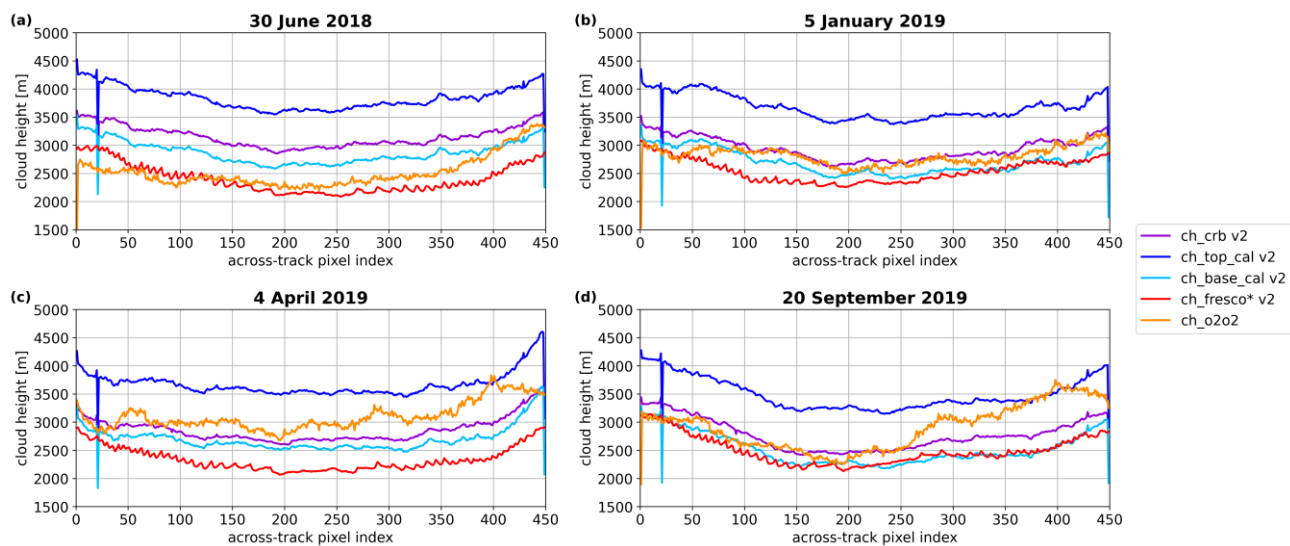 (a) 30 June 2018
5000
4500
4000
3500
3000
2500
2000
1500
cloud height [m]
0 50 100 150 200 250 300 350 400 450
across-track pixel index
(b) 5 January 2019
5000
4500
4000
3500
3000
2500
2000
1500
cloud height [m]
0 50 100 150 200 250 300 350 400 450
across-track pixel index
(c) 4 April 2019
5000
4500
4000
3500
3000
2500
2000
1500
cloud height [m]
0 50 100 150 200 250 300 350 400 450
across-track pixel index
(d) 20 September 2019
5000
4500
4000
3500
3000
2500
2000
1500
cloud height [m]
0 50 100 150 200 250 300 350 400 450
across-track pixel index
ch_crb v2
ch_top_cal v2
ch_base_cal v2
ch_fresco* v2
ch_o2o2